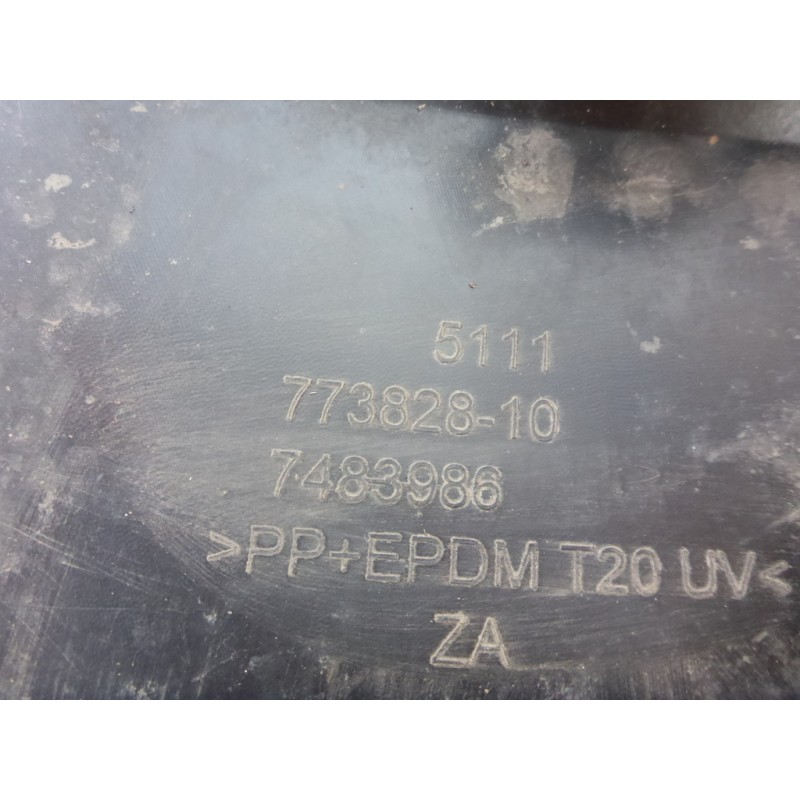 5111
773828-10
7483986
>PP+EPDM T20 UV<
ZA